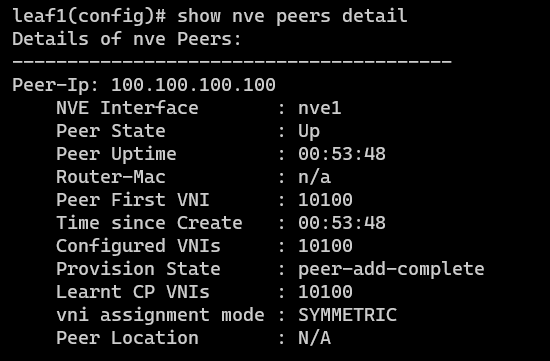 leaf1(config)# show nve peers detail
Details of nve Peers:
----------------------------------------
Peer-Ip: 100.100.100.100
    NVE Interface       : nve1
    Peer State          : Up
    Peer Uptime         : 00:53:48
    Router-Mac          : n/a
    Peer First VNI      : 10100
    Time since Create   : 00:53:48
    Configured VNIs     : 10100
    Provision State     : peer-add-complete
    Learnt CP VNIs      : 10100
    vni assignment mode : SYMMETRIC
    Peer Location       : N/A